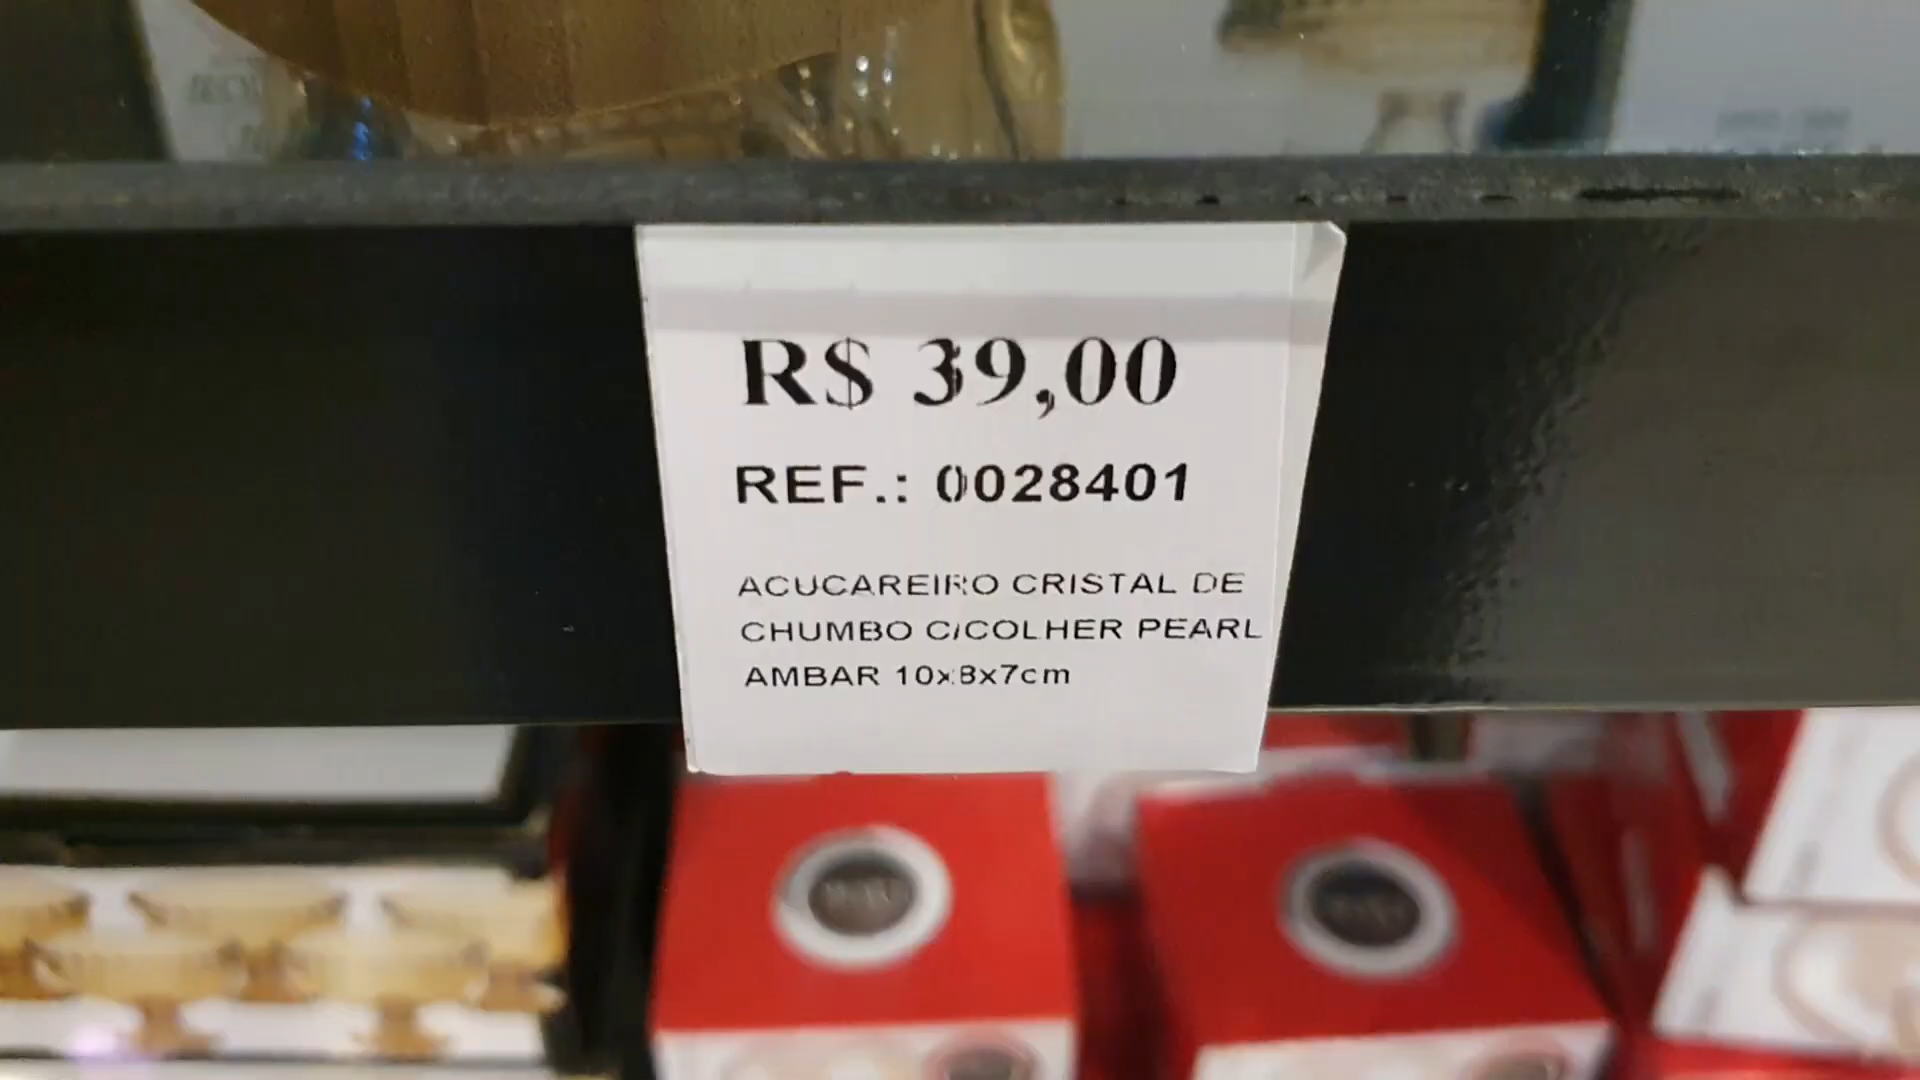 R$ 39,00
REF.: 0028401
ACUCAREIRO CRISTAL DE
CHUMBO C/COLHER PEARL
AMBAR 10x8x7cm